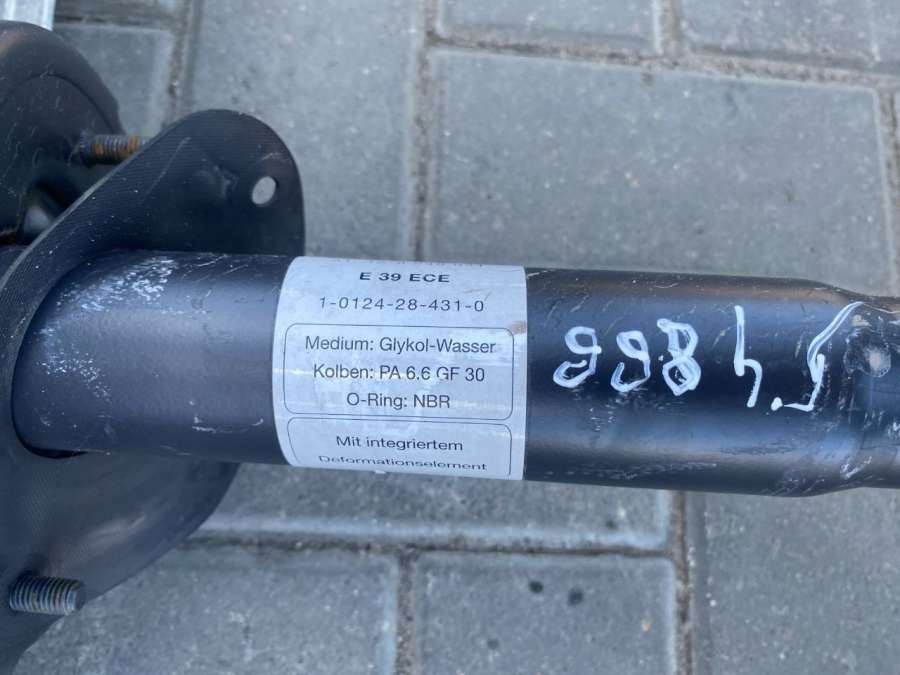 E 39 ECE
1-0124-28-431-0
Medium: Glykol-Wasser
Kolben: PA 6.6 GF 30
O-Ring: NBR
Mit integriertem
Deformationselement